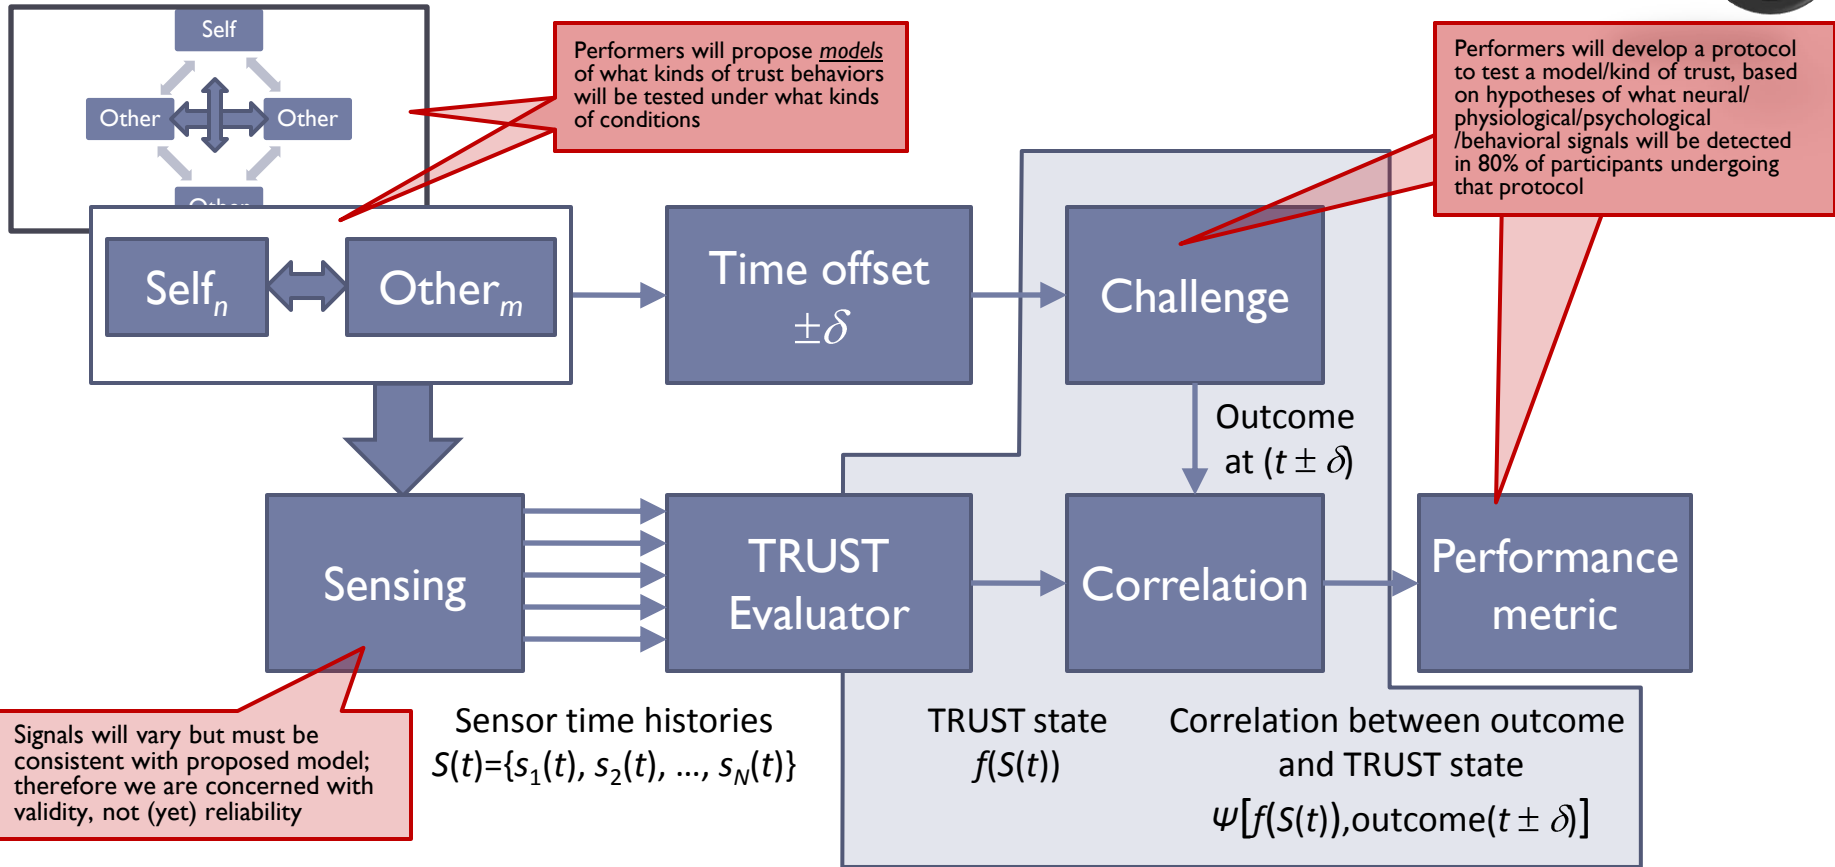 Self
Other
Other
Other
Performers will propose models
of what kinds of trust behaviors
will be tested under what kinds
of conditions
Performers will develop a protocol
to test a model/kind of trust, based
on hypotheses of what neural/
physiological/psychological
/behavioral signals will be detected
in 80% of participants undergoing
that protocol
Selfₙ
Otherₘ
Time offset
±δ
Challenge
Outcome
at (t ± δ)
Sensing
TRUST
Evaluator
Correlation
Performance
metric
Signals will vary but must be
consistent with proposed model;
therefore we are concerned with
validity, not (yet) reliability
Sensor time histories
S(t)={s₁(t), s₂(t), ..., s_N(t)}
TRUST state
f(S(t))
Correlation between outcome
and TRUST state
Ψ[f(S(t)),outcome(t ± δ)]